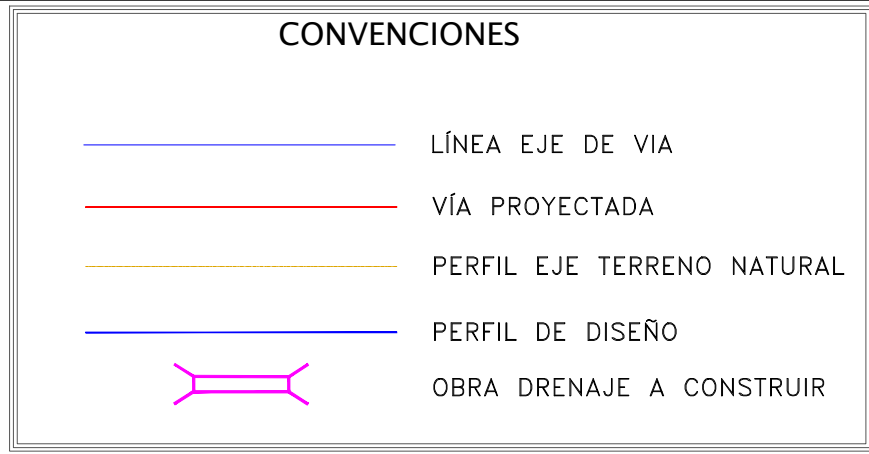 CONVENCIONES
LÍNEA EJE DE VIA
VÍA PROYECTADA
PERFIL EJE TERRENO NATURAL
PERFIL DE DISEÑO
OBRA DRENAJE A CONSTRUIR